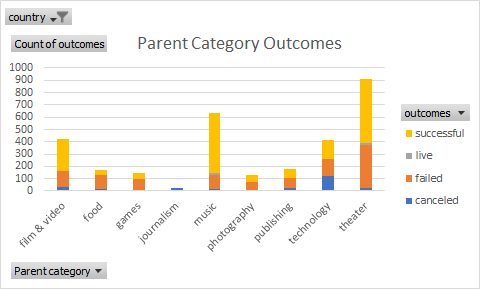 country
Count of outcomes
Parent Category Outcomes
1000
900
800
700
600
500
400
300
200
100
0
film & video
food
games
journalism
music
photography
publishing
technology
theater
outcomes
successful
live
failed
canceled
Parent category